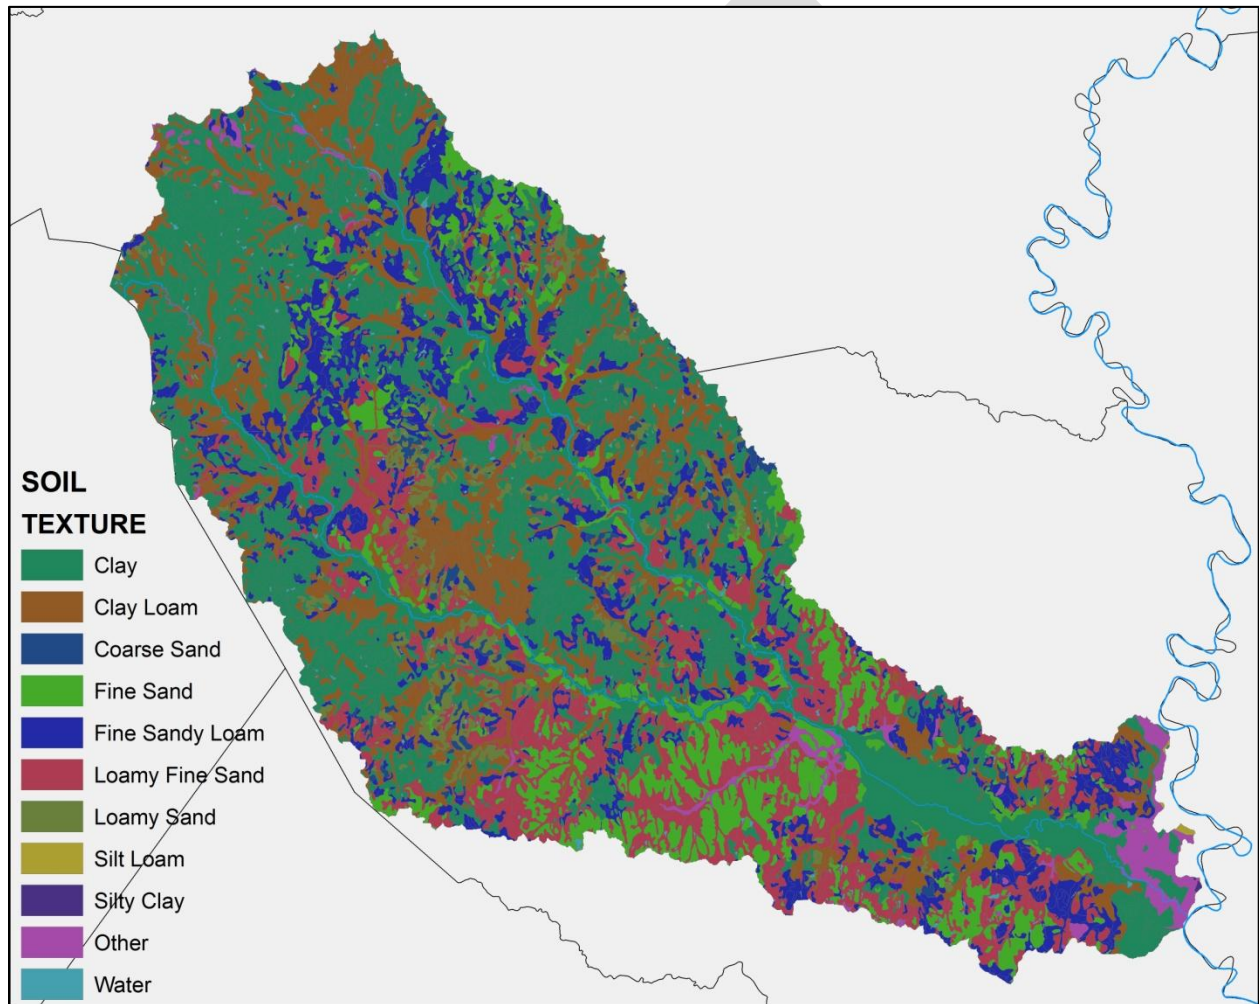 SOIL
TEXTURE
Clay
Clay Loam
Coarse Sand
Fine Sand
Fine Sandy Loam
Loamy Fine Sand
Loamy Sand
Silt Loam
Silty Clay
Other
Water